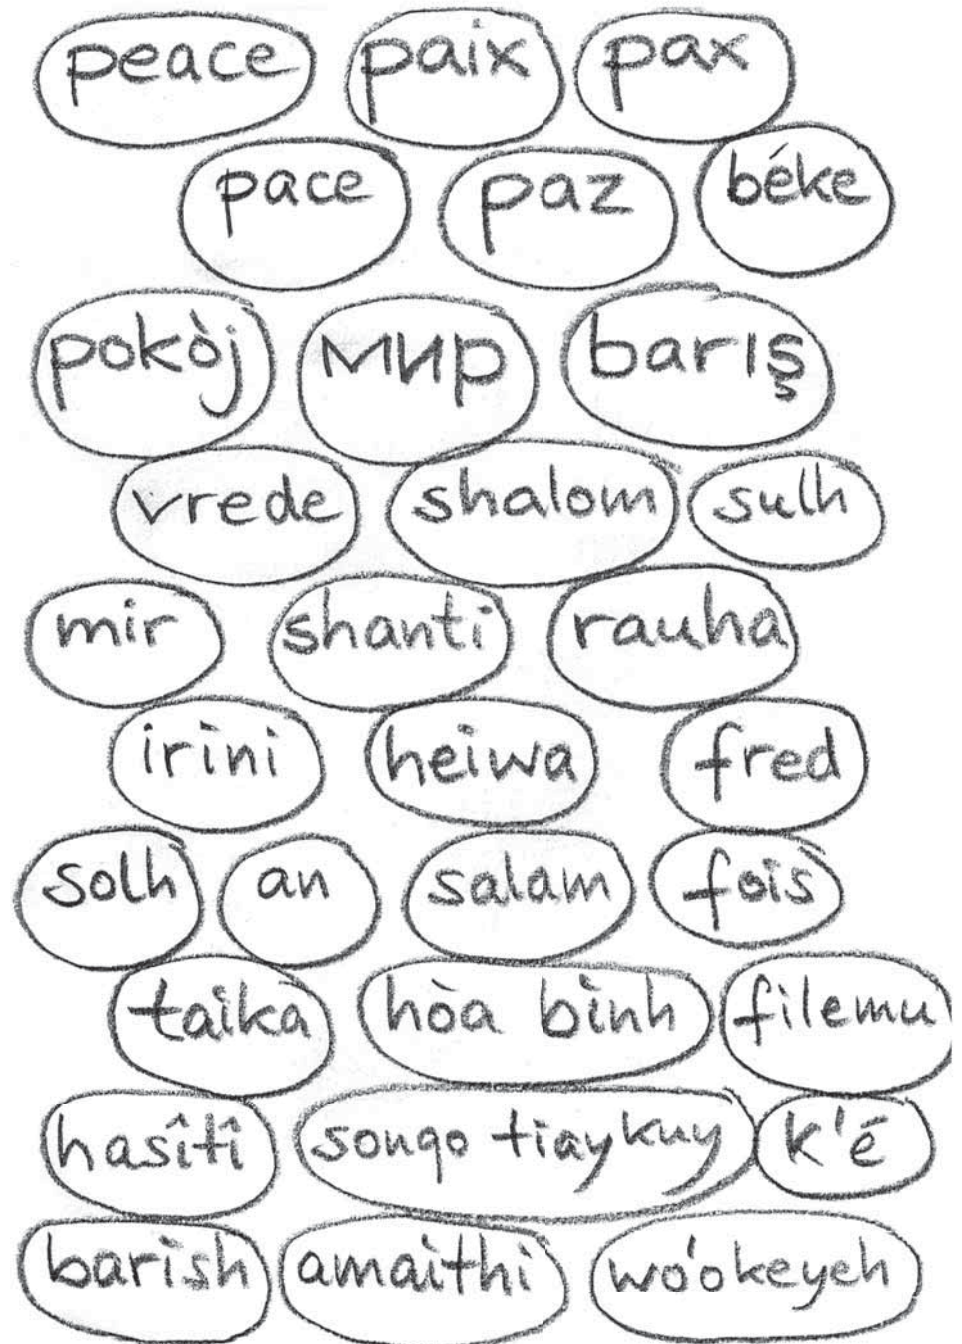 peace paix pax
pace paz béke
pokòj мир barış
vrede shalom sulh
mir shanti rauha
irini heiwa fred
solh an salam fois
taika hòa bình filemu
hasîtî sonqo tiaykuy k'é
barish amaithi wo'okeyeh